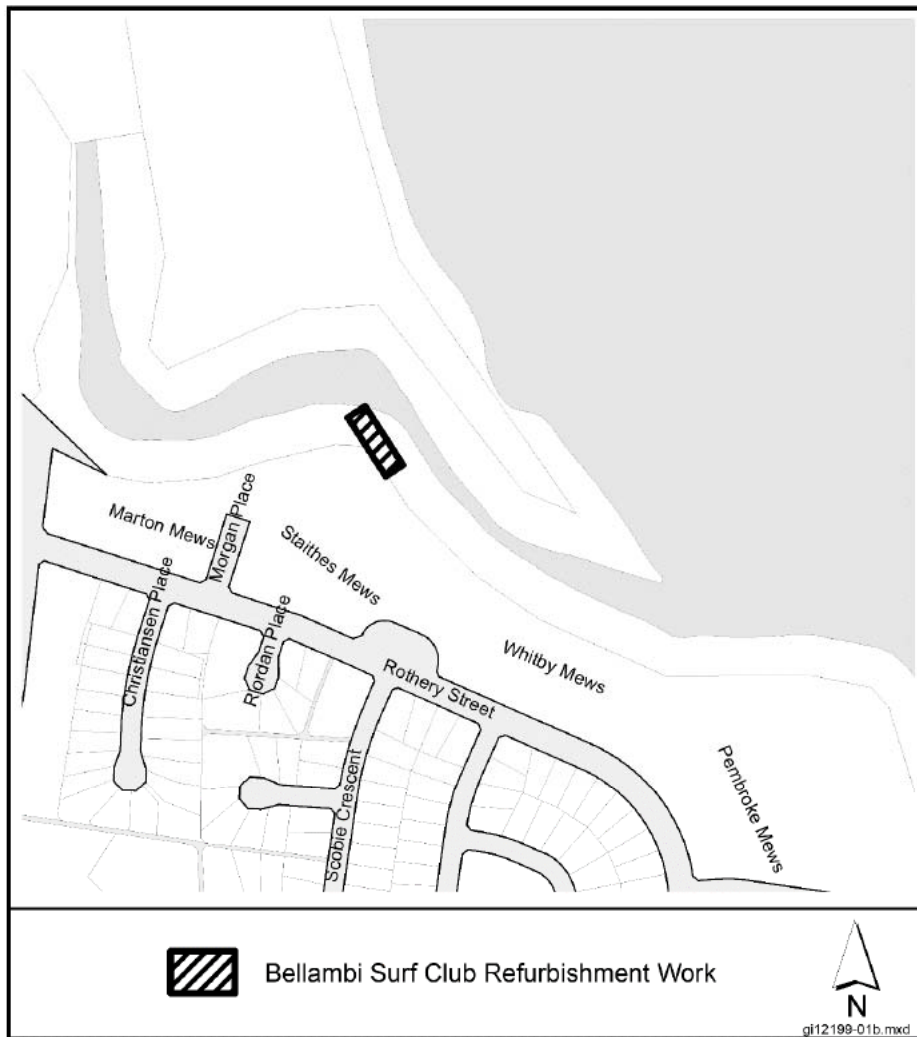 Marton Mews
Morgan Place
Staithes Mews
Christiansen Place
Riordan Place
Whitby Mews
Rothery Street
Scobie Crescent
Pembroke Mews
Bellambi Surf Club Refurbishment Work
N
gi12199-01b.mxd